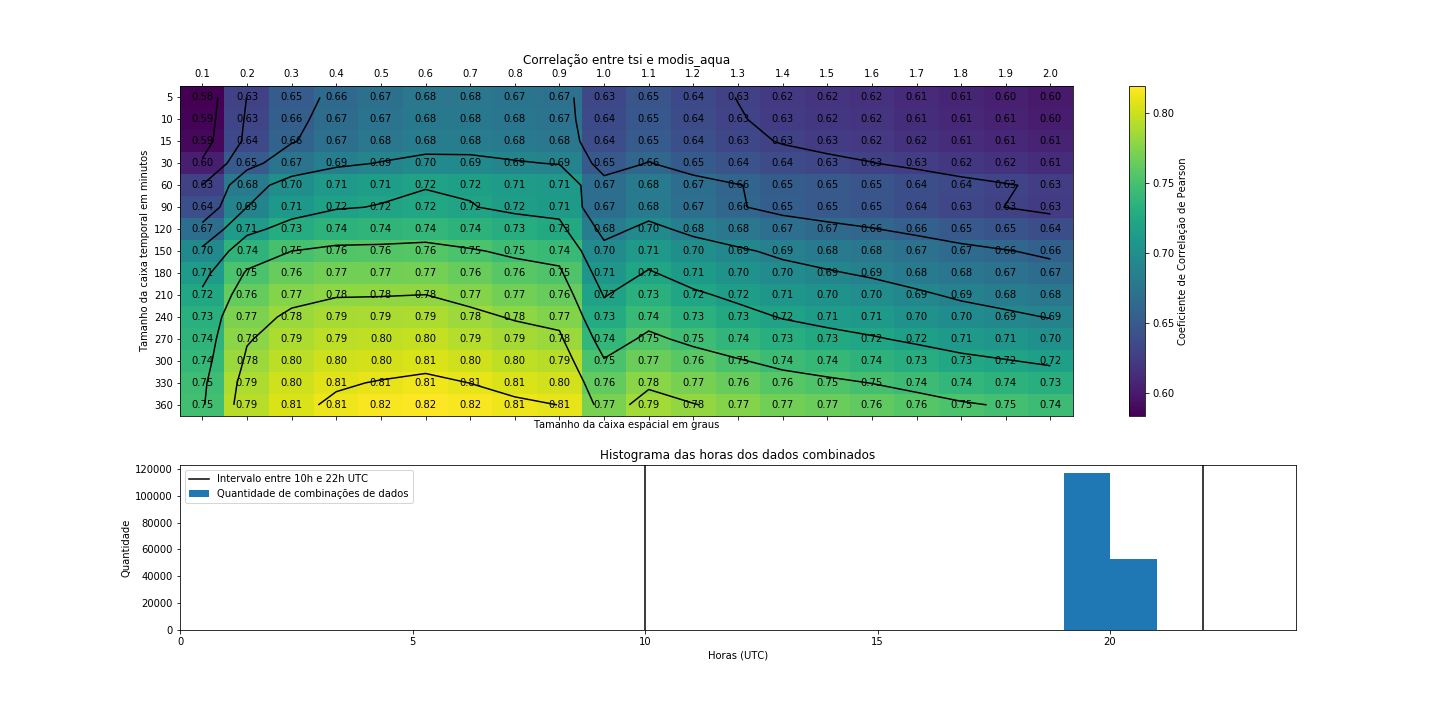 Correlação entre tsi e modis_aqua
0.1 0.2 0.3 0.4 0.5 0.6 0.7 0.8 0.9 1.0 1.1 1.2 1.3 1.4 1.5 1.6 1.7 1.8 1.9 2.0
5 0.58 0.63 0.65 0.66 0.67 0.68 0.68 0.67 0.67 0.63 0.65 0.64 0.63 0.62 0.62 0.62 0.61 0.61 0.60 0.60
10 0.59 0.63 0.66 0.67 0.67 0.68 0.68 0.68 0.67 0.64 0.65 0.64 0.63 0.63 0.62 0.62 0.61 0.61 0.61 0.60
15 0.59 0.64 0.66 0.67 0.68 0.68 0.68 0.68 0.68 0.64 0.65 0.64 0.63 0.63 0.63 0.62 0.62 0.61 0.61 0.61
30 0.60 0.65 0.67 0.69 0.69 0.70 0.69 0.69 0.69 0.65 0.66 0.65 0.64 0.64 0.63 0.63 0.63 0.62 0.62 0.61
60 0.63 0.68 0.70 0.71 0.71 0.72 0.72 0.71 0.71 0.67 0.68 0.67 0.66 0.65 0.65 0.65 0.64 0.64 0.63 0.63
90 0.64 0.69 0.71 0.72 0.72 0.72 0.72 0.72 0.71 0.67 0.68 0.67 0.66 0.65 0.65 0.65 0.64 0.64 0.63 0.63
120 0.67 0.71 0.73 0.74 0.74 0.74 0.74 0.73 0.73 0.68 0.70 0.68 0.68 0.67 0.67 0.66 0.66 0.65 0.65 0.64
150 0.70 0.74 0.75 0.76 0.76 0.76 0.75 0.75 0.74 0.70 0.71 0.70 0.69 0.69 0.68 0.68 0.67 0.67 0.66 0.66
180 0.71 0.75 0.76 0.77 0.77 0.77 0.76 0.76 0.75 0.71 0.72 0.71 0.70 0.70 0.69 0.69 0.68 0.68 0.67 0.67
210 0.72 0.76 0.77 0.78 0.78 0.78 0.77 0.77 0.76 0.72 0.73 0.72 0.72 0.71 0.70 0.70 0.69 0.69 0.68 0.68
240 0.73 0.77 0.78 0.79 0.79 0.79 0.78 0.78 0.77 0.73 0.74 0.73 0.73 0.72 0.71 0.71 0.70 0.70 0.69 0.69
270 0.74 0.78 0.79 0.79 0.80 0.80 0.79 0.79 0.78 0.74 0.75 0.75 0.74 0.73 0.73 0.72 0.72 0.71 0.71 0.70
300 0.74 0.78 0.80 0.80 0.80 0.81 0.80 0.80 0.79 0.75 0.77 0.76 0.75 0.74 0.74 0.74 0.73 0.73 0.72 0.72
330 0.75 0.79 0.80 0.81 0.81 0.81 0.81 0.81 0.80 0.76 0.78 0.77 0.76 0.76 0.75 0.75 0.74 0.74 0.74 0.73
360 0.75 0.79 0.81 0.81 0.82 0.82 0.82 0.81 0.81 0.77 0.79 0.78 0.77 0.77 0.77 0.76 0.76 0.75 0.75 0.74
Tamanho da caixa temporal em minutos
Tamanho da caixa espacial em graus
0.80
0.75
0.70
0.65
0.60
Coeficiente de Correlação de Pearson
Histograma das horas dos dados combinados
Intervalo entre 10h e 22h UTC
Quantidade de combinações de dados
120000
100000
80000
60000
40000
20000
0
Quantidade
0 5 10 15 20
Horas (UTC)